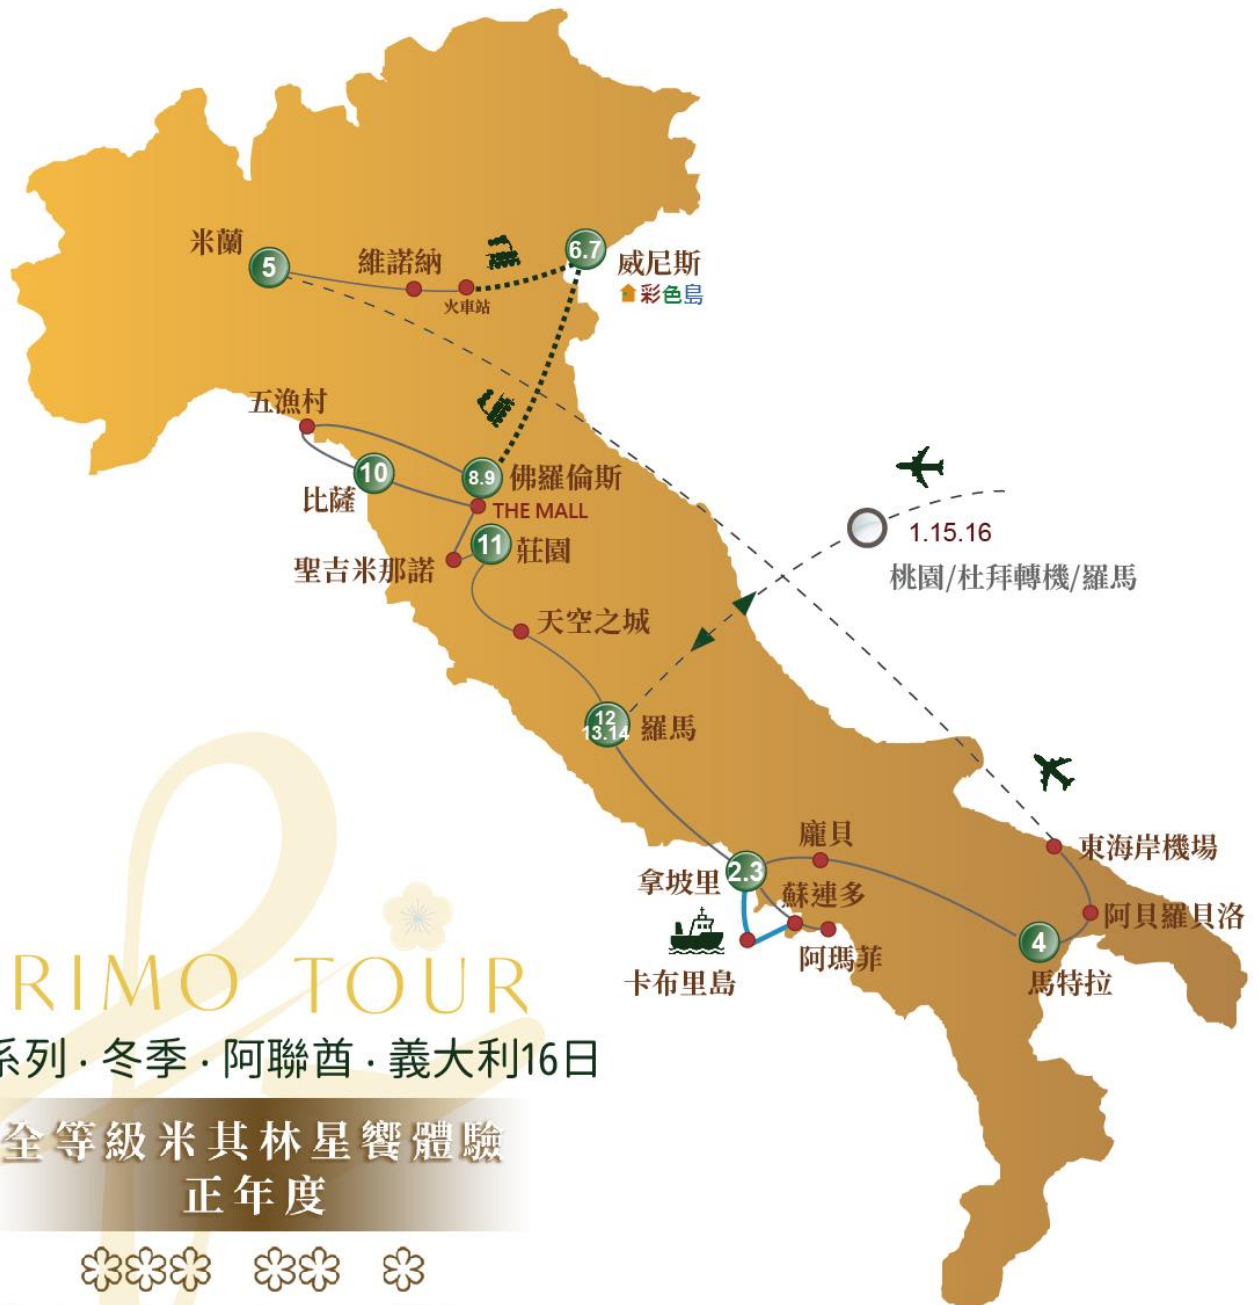 米蘭
5
維諾納
火車站
6.7
威尼斯
彩色島
五漁村
10
比薩
8.9
佛羅倫斯
THE MALL
11
莊園
聖吉米那諾
天空之城
1.15.16
桃園/杜拜轉機/羅馬
12
13.14
羅馬
龐貝
2.3
拿坡里
蘇連多
阿瑪菲
卡布里島
東海岸機場
阿貝羅貝洛
4
馬特拉
RIMO TOUR
系列·冬季·阿聯酋·義大利16日
全等級米其林星饗體驗
正年度